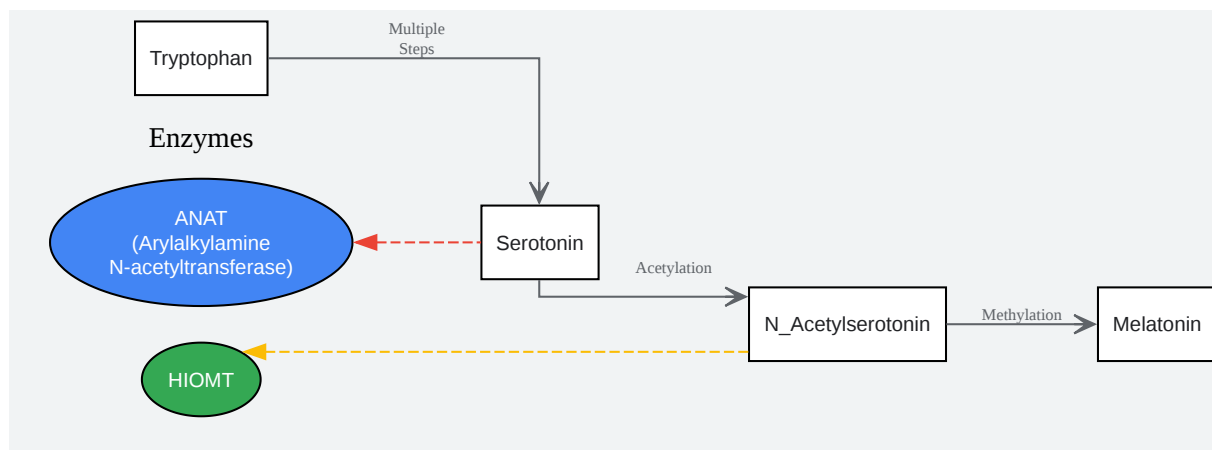 Multiple
Steps
Tryptophan
Enzymes
ANAT
(Arylalkylamine
N-acetyltransferase)
Serotonin
Acetylation
N_Acetylserotonin
Methylation
Melatonin
HIOMT